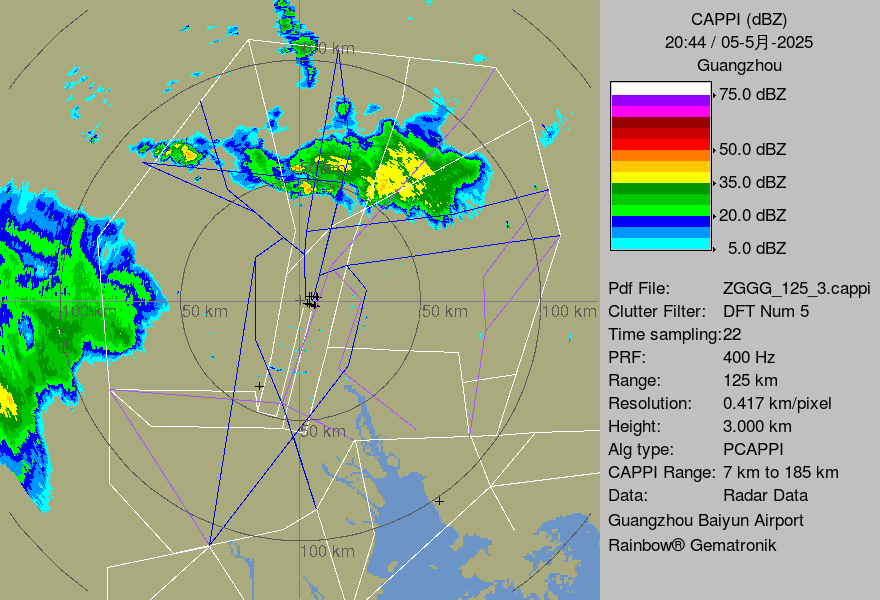 CAPPI (dBZ)
20:44 / 05-5月-2025
Guangzhou
75.0 dBZ
50.0 dBZ
35.0 dBZ
20.0 dBZ
5.0 dBZ
Pdf File: ZGGG_125_3.cappi
Clutter Filter: DFT Num 5
Time sampling:22
PRF: 400 Hz
Range: 125 km
Resolution: 0.417 km/pixel
Height: 3.000 km
Alg type: PCAPPI
CAPPI Range: 7 km to 185 km
Data: Radar Data
Guangzhou Baiyun Airport
Rainbow® Gematronik
100 km
100 km
50 km
50 km
100 km
50 km
100 km